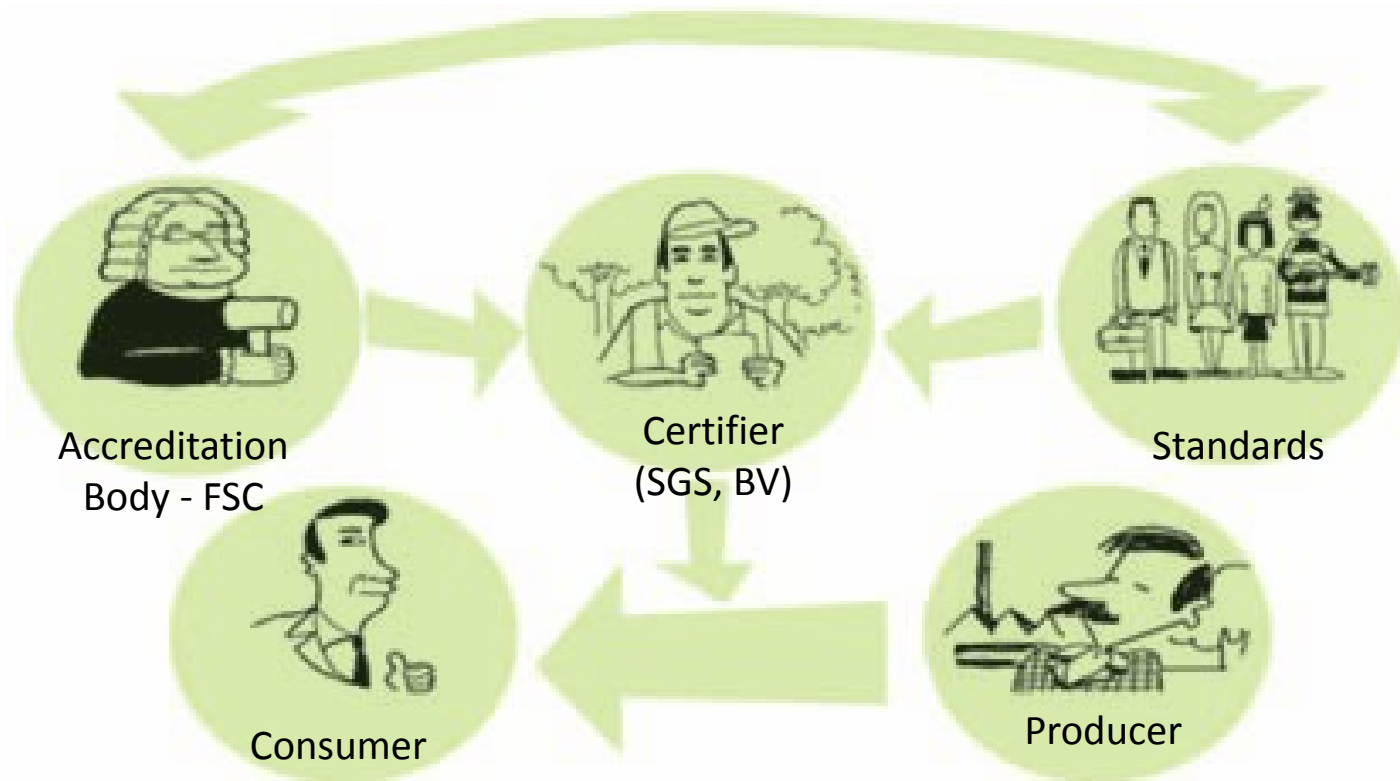 Accreditation
Body - FSC
Certifier
(SGS, BV)
Standards
Consumer
Producer